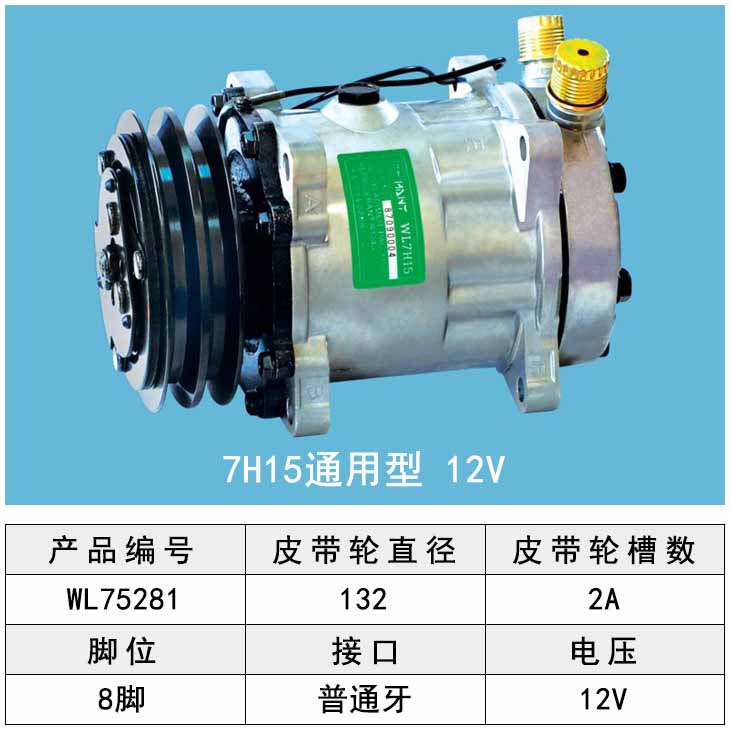 A
B
WL7H15
87090004
7H15通用型 12V
产品编号 皮带轮直径 皮带轮槽数
WL75281 132 2A
脚位 接口 电压
8脚 普通牙 12V